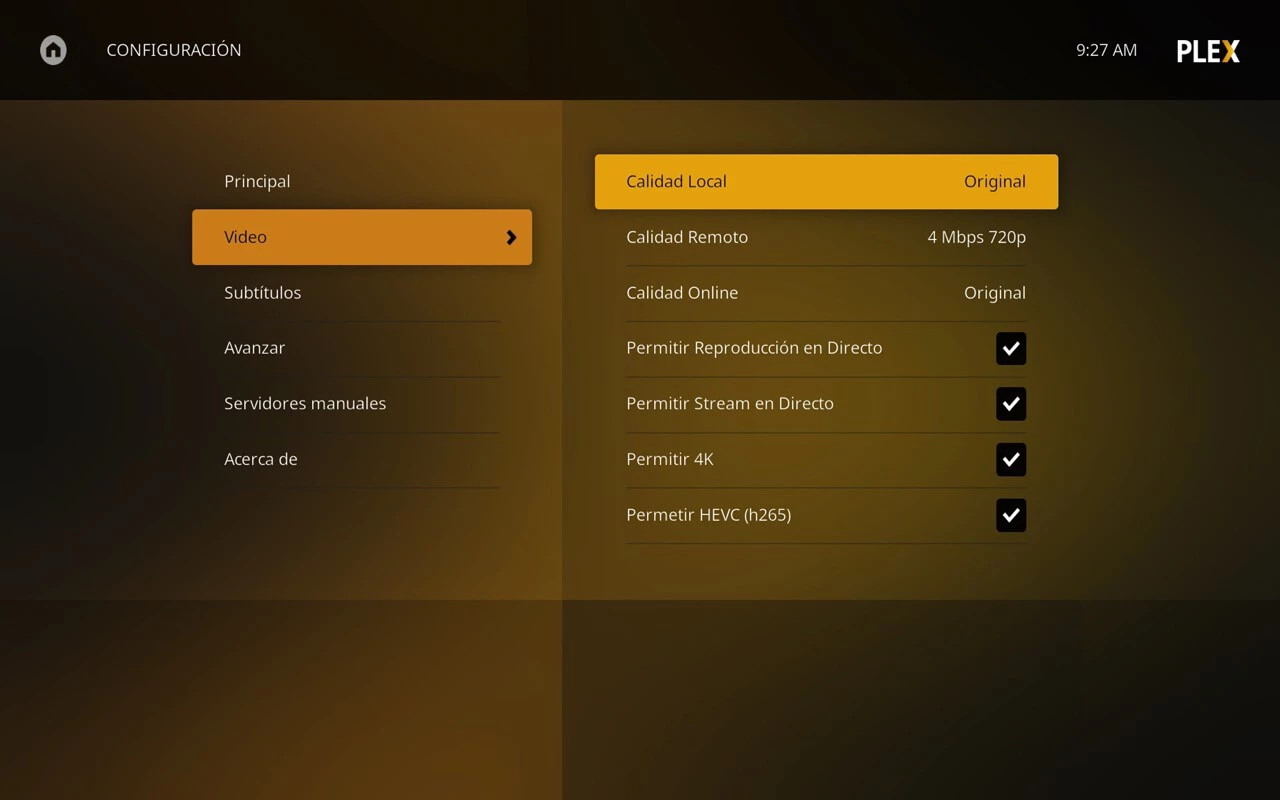 CONFIGURACIÓN
9:27 AM
PLEX
Principal
Video
Subtítulos
Avanzar
Servidores manuales
Acerca de
Calidad Local Original
Calidad Remoto 4 Mbps 720p
Calidad Online Original
Permitir Reproducción en Directo
Permitir Stream en Directo
Permitir 4K
Permetir HEVC (h265)